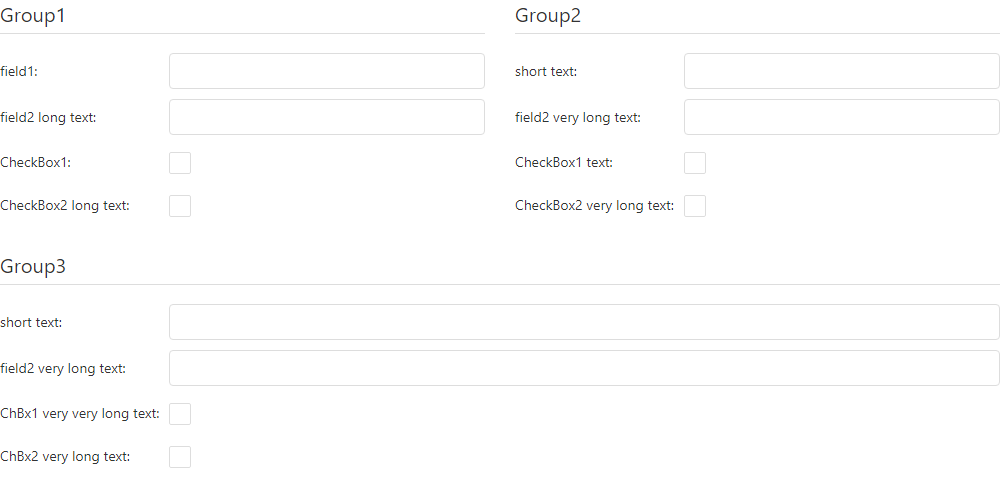 Group1
field1:
field2 long text:
CheckBox1:
CheckBox2 long text:
Group2
short text:
field2 very long text:
CheckBox1 text:
CheckBox2 very long text:
Group3
short text:
field2 very long text:
ChBx1 very very long text:
ChBx2 very long text: